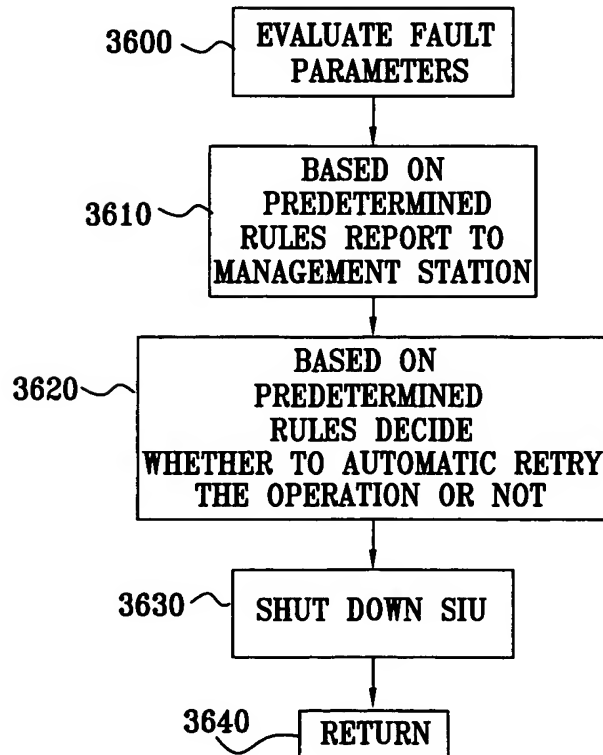 3600
EVALUATE FAULT
PARAMETERS
3610
BASED ON
PREDETERMINED
RULES REPORT TO
MANAGEMENT STATION
3620
BASED ON
PREDETERMINED
RULES DECIDE
WHETHER TO AUTOMATIC RETRY
THE OPERATION OR NOT
3630
SHUT DOWN SIU
3640
RETURN